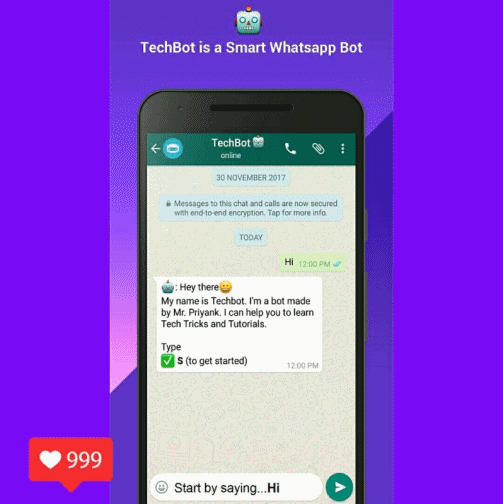 TechBot is a Smart Whatsapp Bot
TechBot
online
30 NOVEMBER 2017
Messages to this chat and calls are now secured
with end-to-end encryption. Tap for more info.
TODAY
Hi 12:00 PM
: Hey there
My name is Techbot. I'm a bot made
by Mr. Priyank. I can help you to learn
Tech Tricks and Tutorials.
Type
S (to get started)
12:00 PM
999
Start by saying...Hi